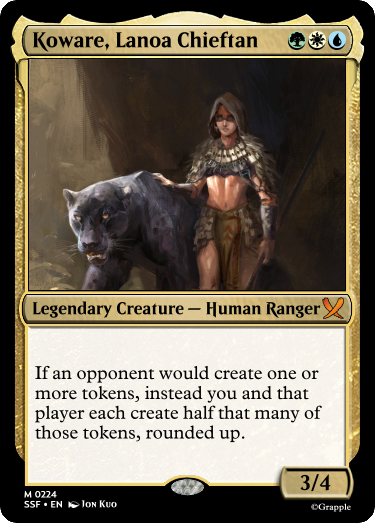 Koware, Lanoa Chieftan
Legendary Creature — Human Ranger
If an opponent would create one or
more tokens, instead you and that
player each create half that many of
those tokens, rounded up.
3/4
M 0224
SSF • EN Jon Kuo
©Grapple